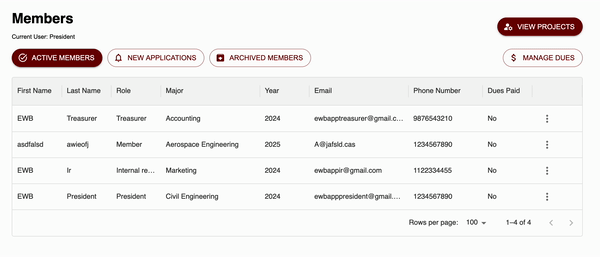 Members
Current User: President
VIEW PROJECTS
ACTIVE MEMBERS NEW APPLICATIONS ARCHIVED MEMBERS MANAGE DUES
First Name Last Name Role Major Year Email Phone Number Dues Paid
EWB Treasurer Treasurer Accounting 2024 ewbapptreasurer@gmail.c... 9876543210 No
asdfalsd awieofj Member Aerospace Engineering 2025 A@jafsld.cas 1234567890 No
EWB Ir Internal re... Marketing 2024 ewbappir@gmail.com 1122334455 No
EWB President President Civil Engineering 2024 ewbapppresident@gmail.... 1234567890 No
Rows per page: 100 1–4 of 4